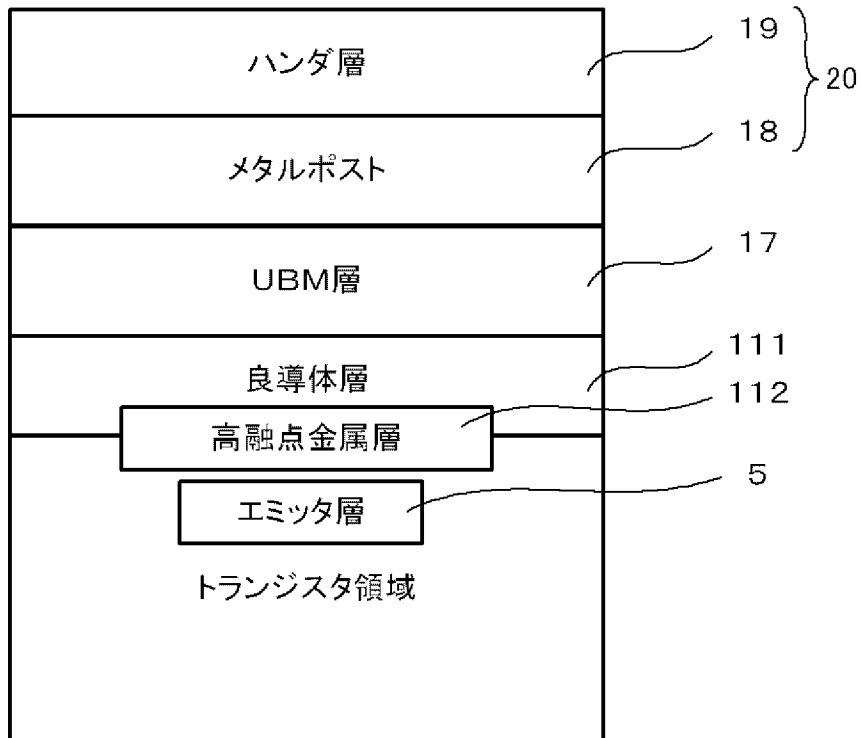 ハンダ層
19
20
メタルポスト
18
UBM層
17
良導体層
111
高融点金属層
112
エミッタ層
5
トランジスタ領域